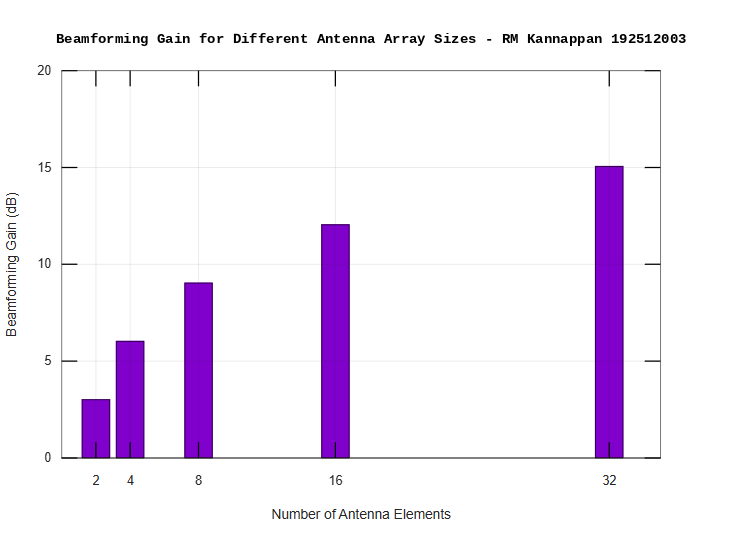 Beamforming Gain for Different Antenna Array Sizes - RM Kannappan 192512003
20
15
10
5
0
Beamforming Gain (dB)
2 4 8 16 32
Number of Antenna Elements